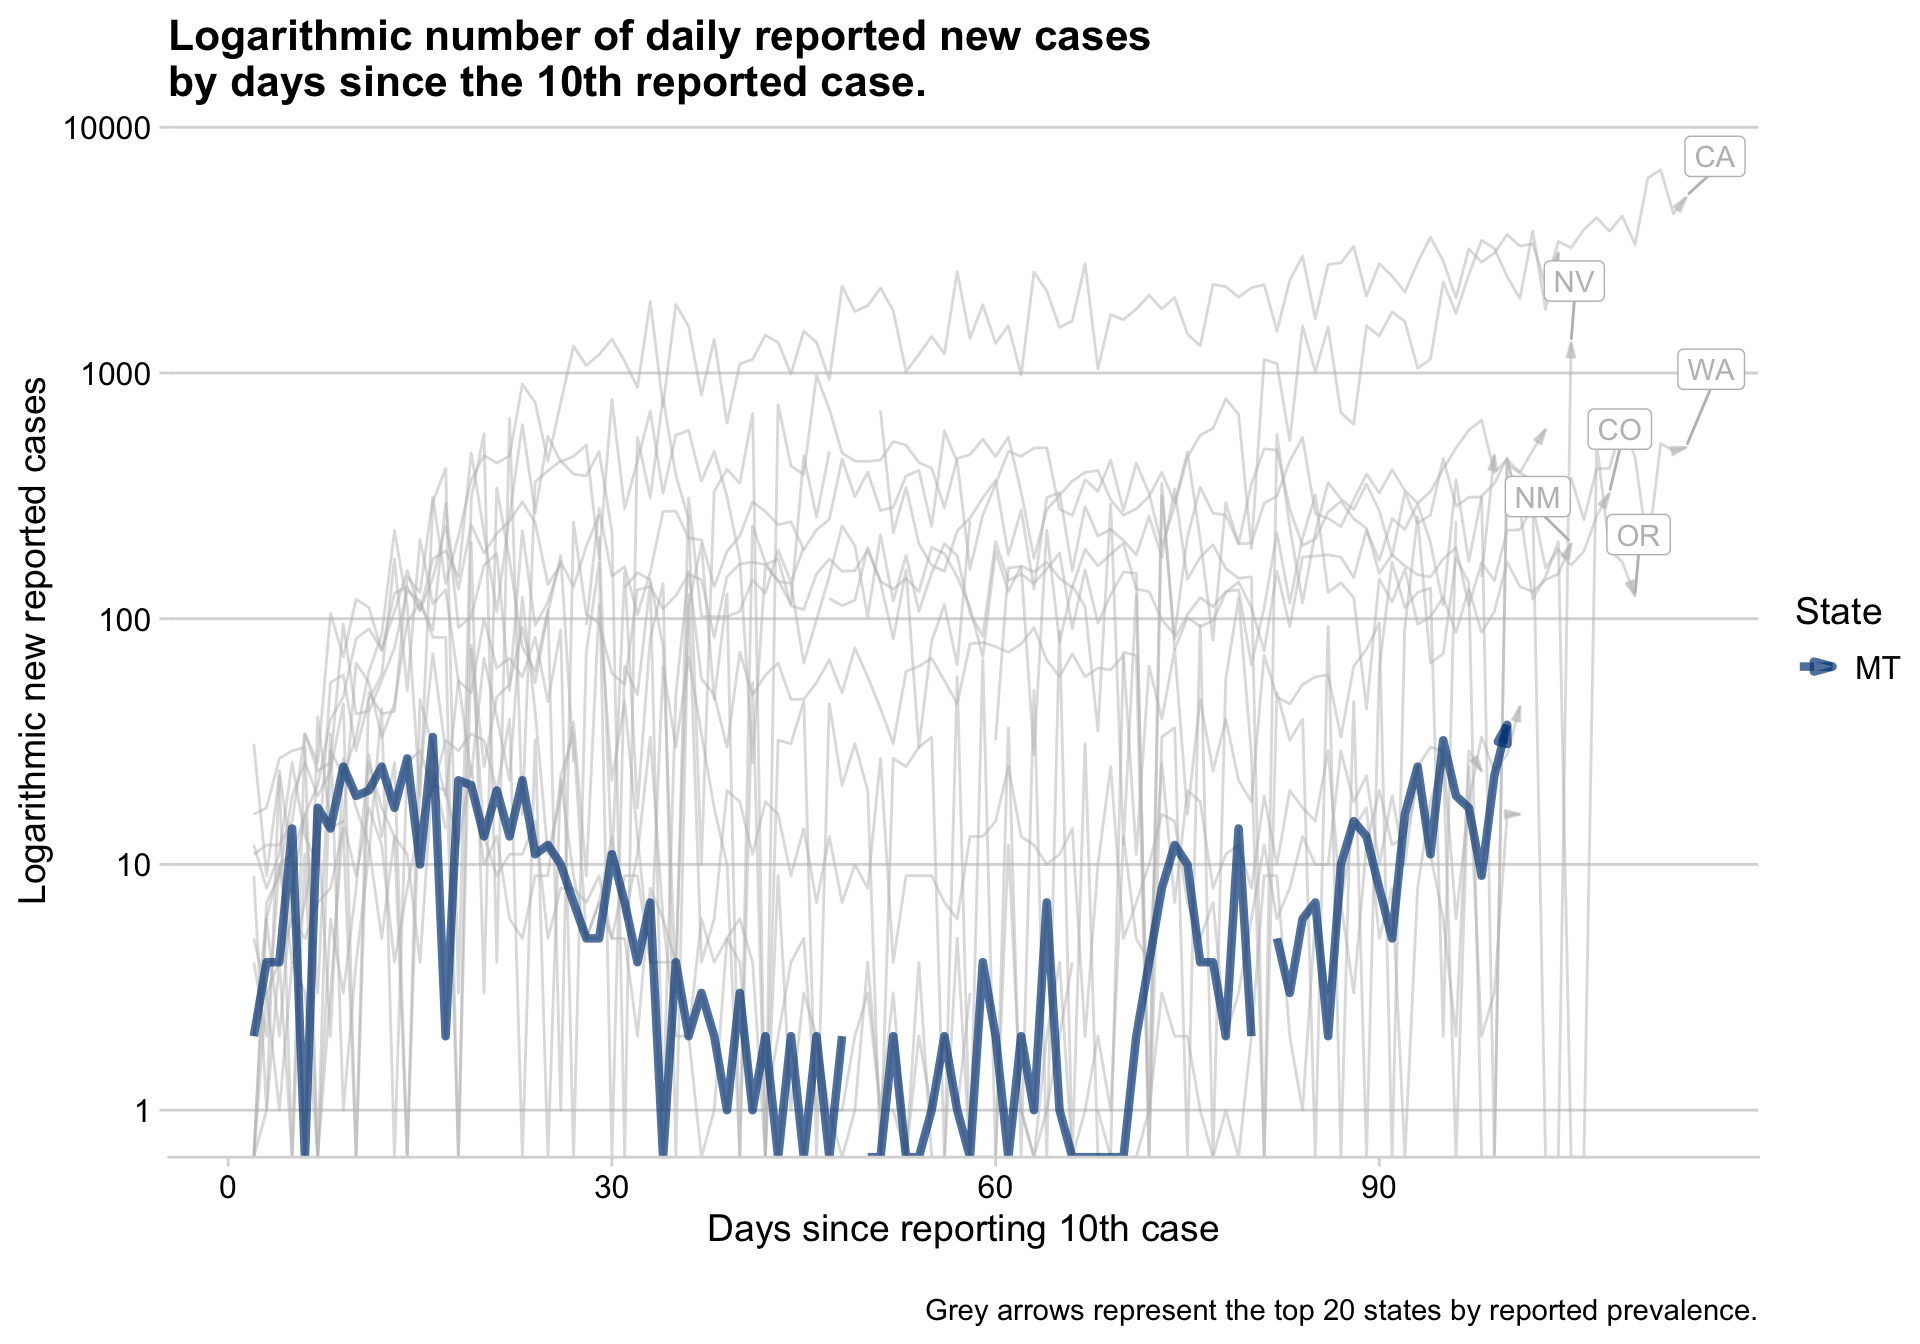 Logarithmic number of daily reported new cases
by days since the 10th reported case.
10000
1000
100
10
1
Logarithmic new reported cases
CA
NV
WA
CO
NM
OR
State
MT
0
30
60
90
Days since reporting 10th case
Grey arrows represent the top 20 states by reported prevalence.